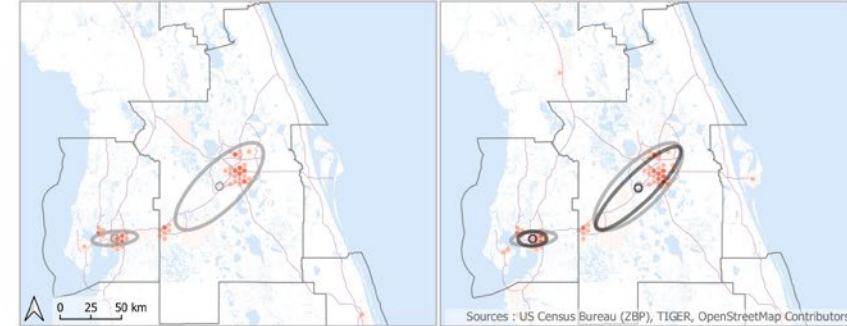 0 25 50 km
Sources : US Census Bureau (ZBP), TIGER, OpenStreetMap Contributors